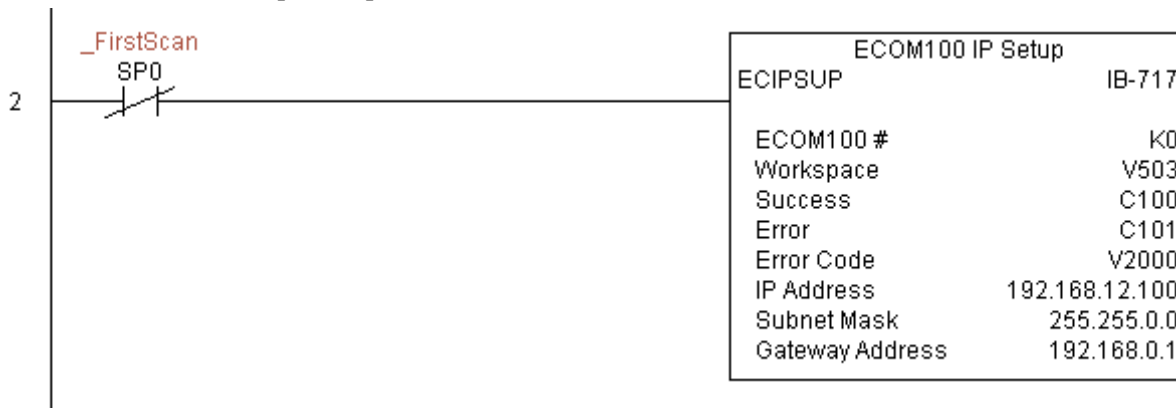 _FirstScan
SP0
2
ECOM100 IP Setup
ECIPSUP IB-717
ECOM100 # K0
Workspace V503
Success C100
Error C101
Error Code V2000
IP Address 192.168.12.100
Subnet Mask 255.255.0.0
Gateway Address 192.168.0.1